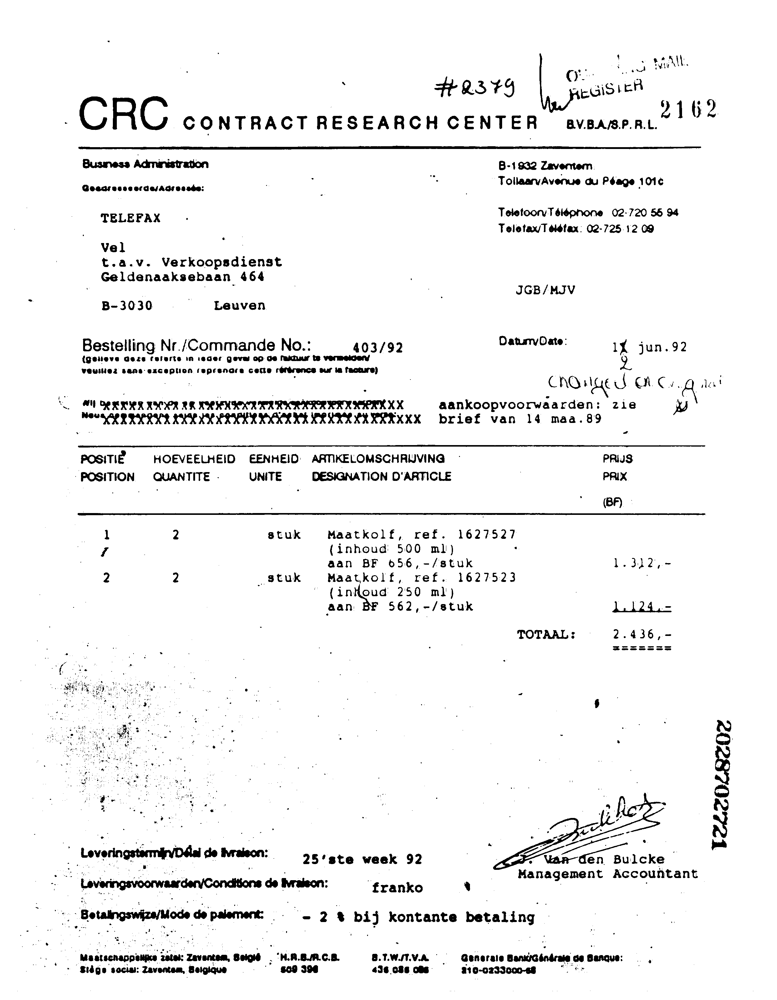 #2379
MAIL
REGISTER
2162
CRC CONTRACT RESEARCH CENTER B.V.B.A./S.P.R.L.
Business Administration
B-1932 Zaventem
Tollaan/Avenue du Péage 101c
Geadresseerde/Adressée:
TELEFAX
Telefoon/Téléphone 02-720 55 94
Telefax/Téléfax: 02-725 12 09
Vel
t.a.v. Verkoopsdienst
Geldenaaksebaan 464
JGB/MJV
B-3030 Leuven
Bestelling Nr./Commande No.: 403/92
Datum/Date: jun.92
2
(gelieve deze referte in ieder geval op de faktuur te vermelden/
veuillez sans exception reprendre cette référence sur la facture)
changed on
aankoopvoorwaarden: zie
brief van 14 maa.89
POSITIE HOEVEELHEID EENHEID ARTIKELOMSCHRIJVING PRIJS
POSITION QUANTITE UNITE DESIGNATION D'ARTICLE PRIX
(BF)
1 2 stuk Maatkolf, ref. 1627527
(inhoud 500 ml)
aan BF 656,-/stuk 1.312,-
2 2 stuk Maatkolf, ref. 1627523
(inhoud 250 ml)
aan BF 562,-/stuk 1.124,-
TOTAAL: 2.436,-
=======
2028702721
Leveringstermijn/Délai de livraison: 25'ste week 92
J. Van den Bulcke
Management Accountant
Leveringsvoorwaarden/Conditions de livraison: franko
Betalingswijze/Mode de paiement: - 2 % bij kontante betaling
Maatschappelijke zetel: Zaventem, België H.R.B./R.C.B. B.T.W./T.V.A. Generale Bank/Générale de Banque:
Siège social: Zaventem, Belgique 509 396 436.086 086 210-0233000-68